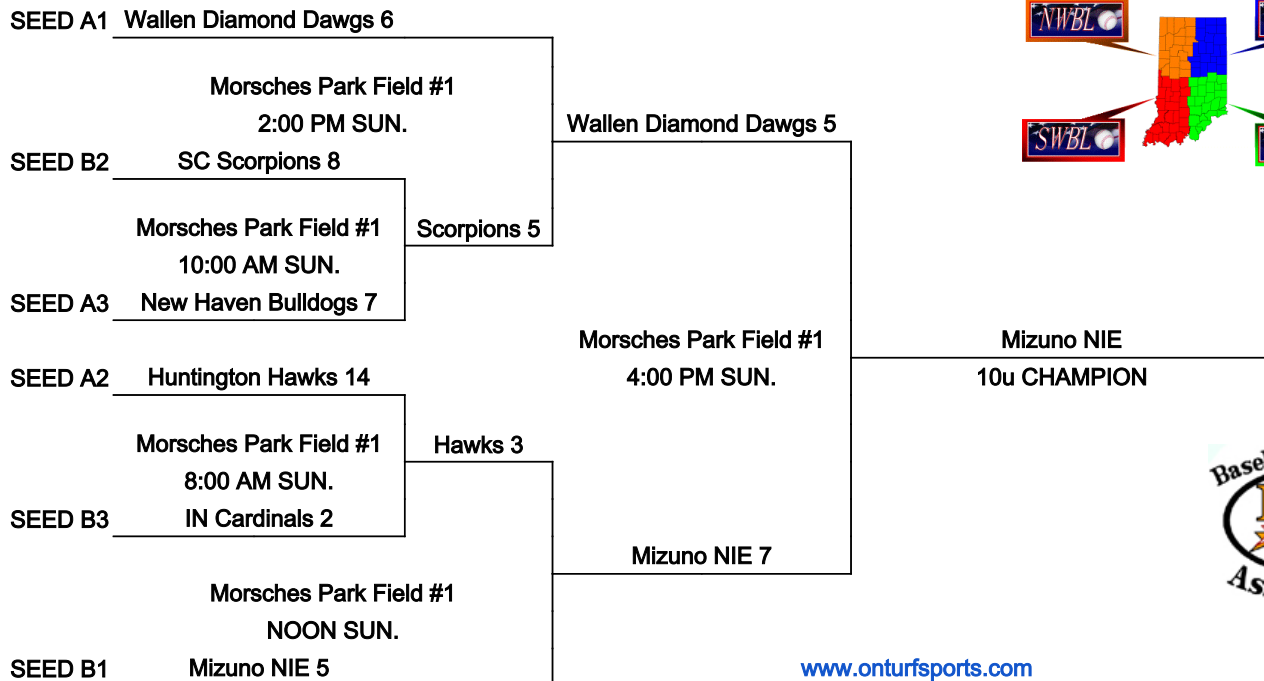 SEED A1 Wallen Diamond Dawgs 6
NWBL
Morsches Park Field #1
2:00 PM SUN.
Wallen Diamond Dawgs 5
SWBL
SEED B2 SC Scorpions 8
Morsches Park Field #1
Scorpions 5
10:00 AM SUN.
SEED A3 New Haven Bulldogs 7
Morsches Park Field #1
Mizuno NIE
SEED A2 Huntington Hawks 14
4:00 PM SUN.
10u CHAMPION
Morsches Park Field #1
Hawks 3
8:00 AM SUN.
SEED B3 IN Cardinals 2
Mizuno NIE 7
Morsches Park Field #1
NOON SUN.
SEED B1 Mizuno NIE 5
www.onturfsports.com